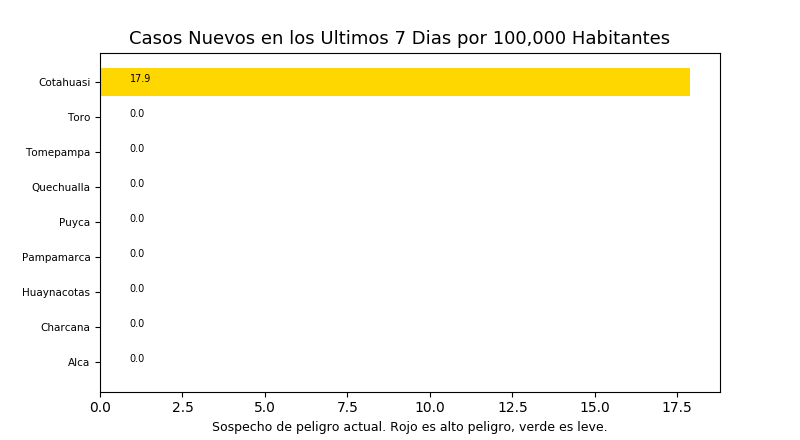 Casos Nuevos en los Ultimos 7 Dias por 100,000 Habitantes
Cotahuasi 17.9
Toro 0.0
Tomepampa 0.0
Quechualla 0.0
Puyca 0.0
Pampamarca 0.0
Huaynacotas 0.0
Charcana 0.0
Alca 0.0
0.0 2.5 5.0 7.5 10.0 12.5 15.0 17.5
Sospecho de peligro actual. Rojo es alto peligro, verde es leve.